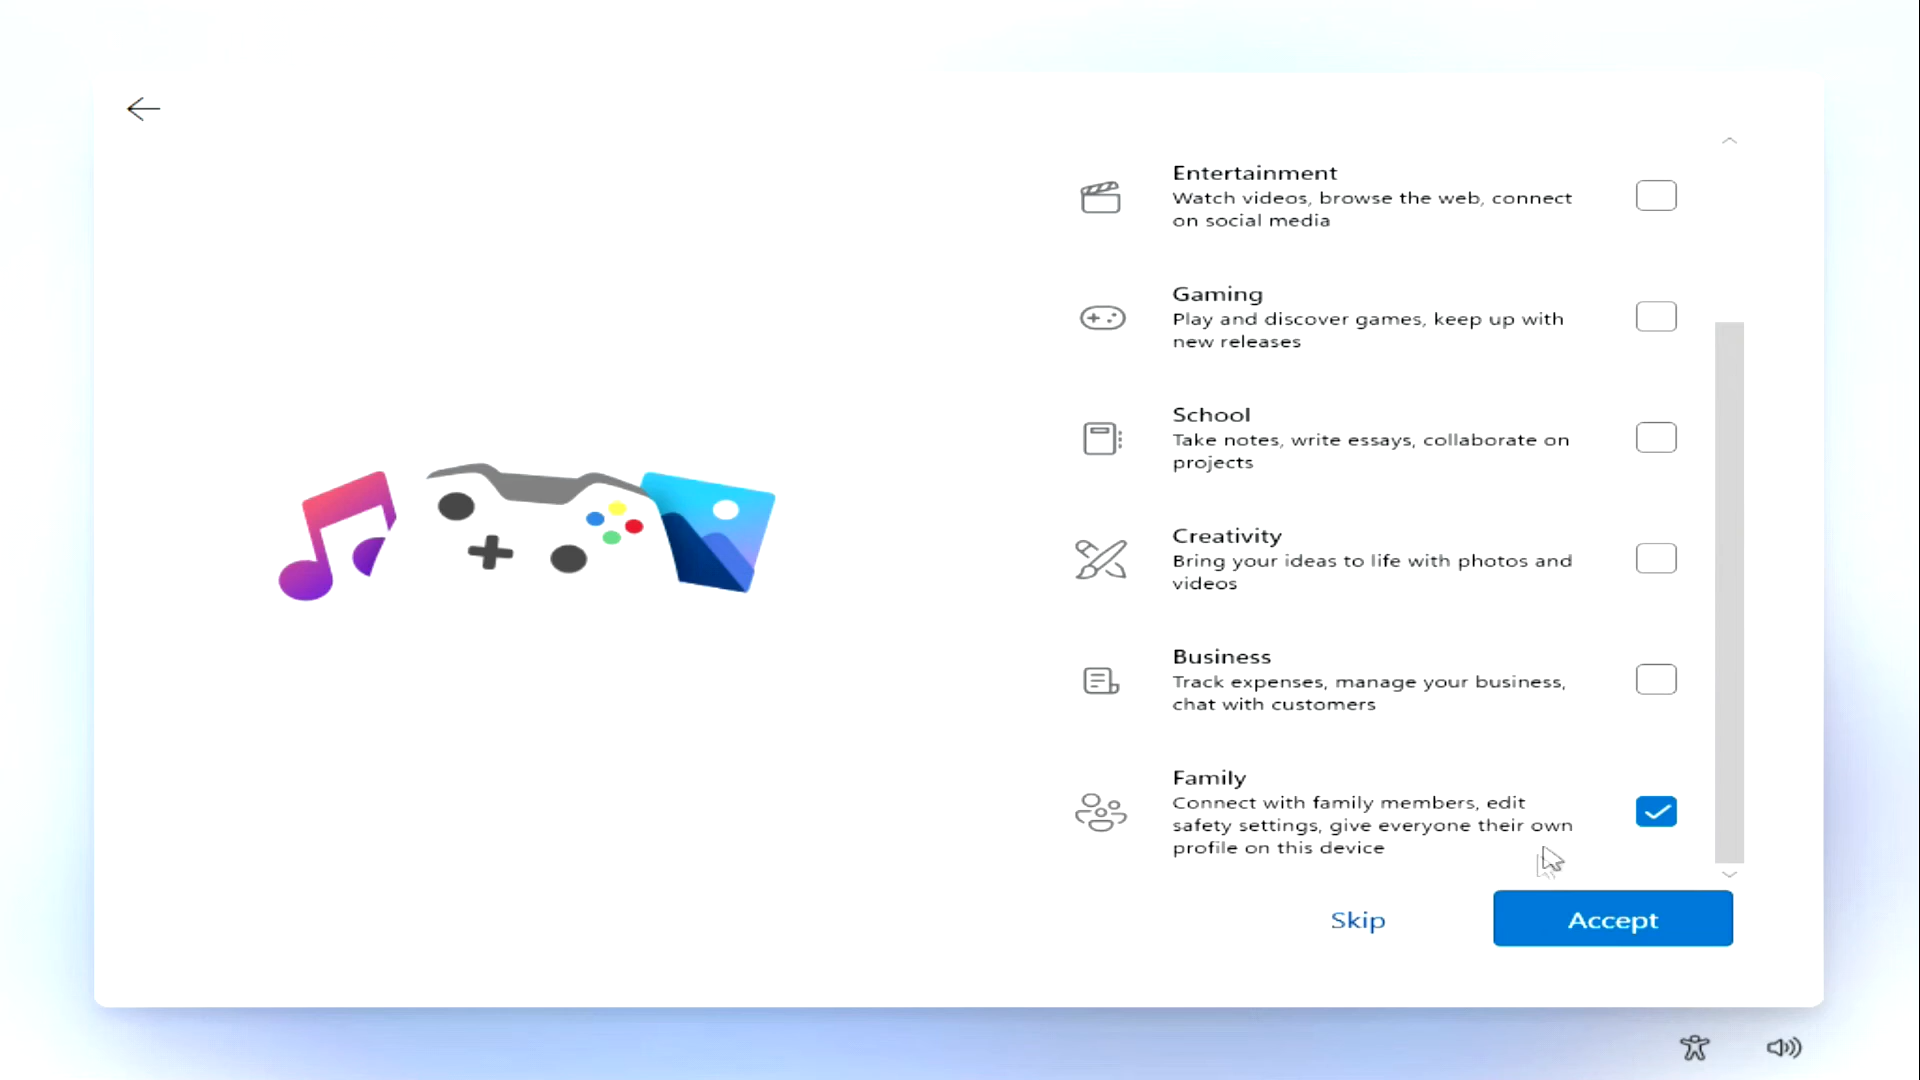 Entertainment
Watch videos, browse the web, connect
on social media
Gaming
Play and discover games, keep up with
new releases
School
Take notes, write essays, collaborate on
projects
Creativity
Bring your ideas to life with photos and
videos
Business
Track expenses, manage your business,
chat with customers
Family
Connect with family members, edit
safety settings, give everyone their own
profile on this device
Skip
Accept